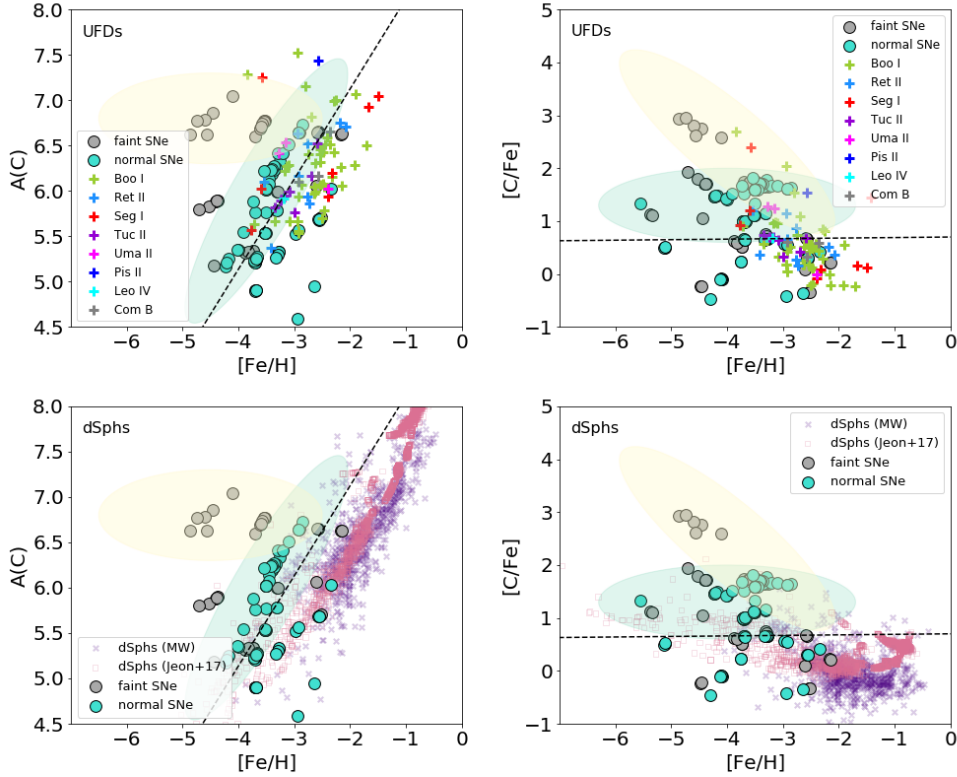 8.0
7.5
7.0
6.5
6.0
5.5
5.0
4.5
A(C)
UFDs
faint SNe
normal SNe
Boo I
Ret II
Seg I
Tuc II
Uma II
Pis II
Leo IV
Com B
−6 −5 −4 −3 −2 −1 0
[Fe/H]
5
4
3
2
1
0
−1
[C/Fe]
UFDs
faint SNe
normal SNe
Boo I
Ret II
Seg I
Tuc II
Uma II
Pis II
Leo IV
Com B
−6 −5 −4 −3 −2 −1 0
[Fe/H]
8.0
7.5
7.0
6.5
6.0
5.5
5.0
4.5
A(C)
dSphs
dSphs (MW)
dSphs (Jeon+17)
faint SNe
normal SNe
−6 −5 −4 −3 −2 −1 0
[Fe/H]
5
4
3
2
1
0
−1
[C/Fe]
dSphs
dSphs (MW)
dSphs (Jeon+17)
faint SNe
normal SNe
−6 −5 −4 −3 −2 −1 0
[Fe/H]